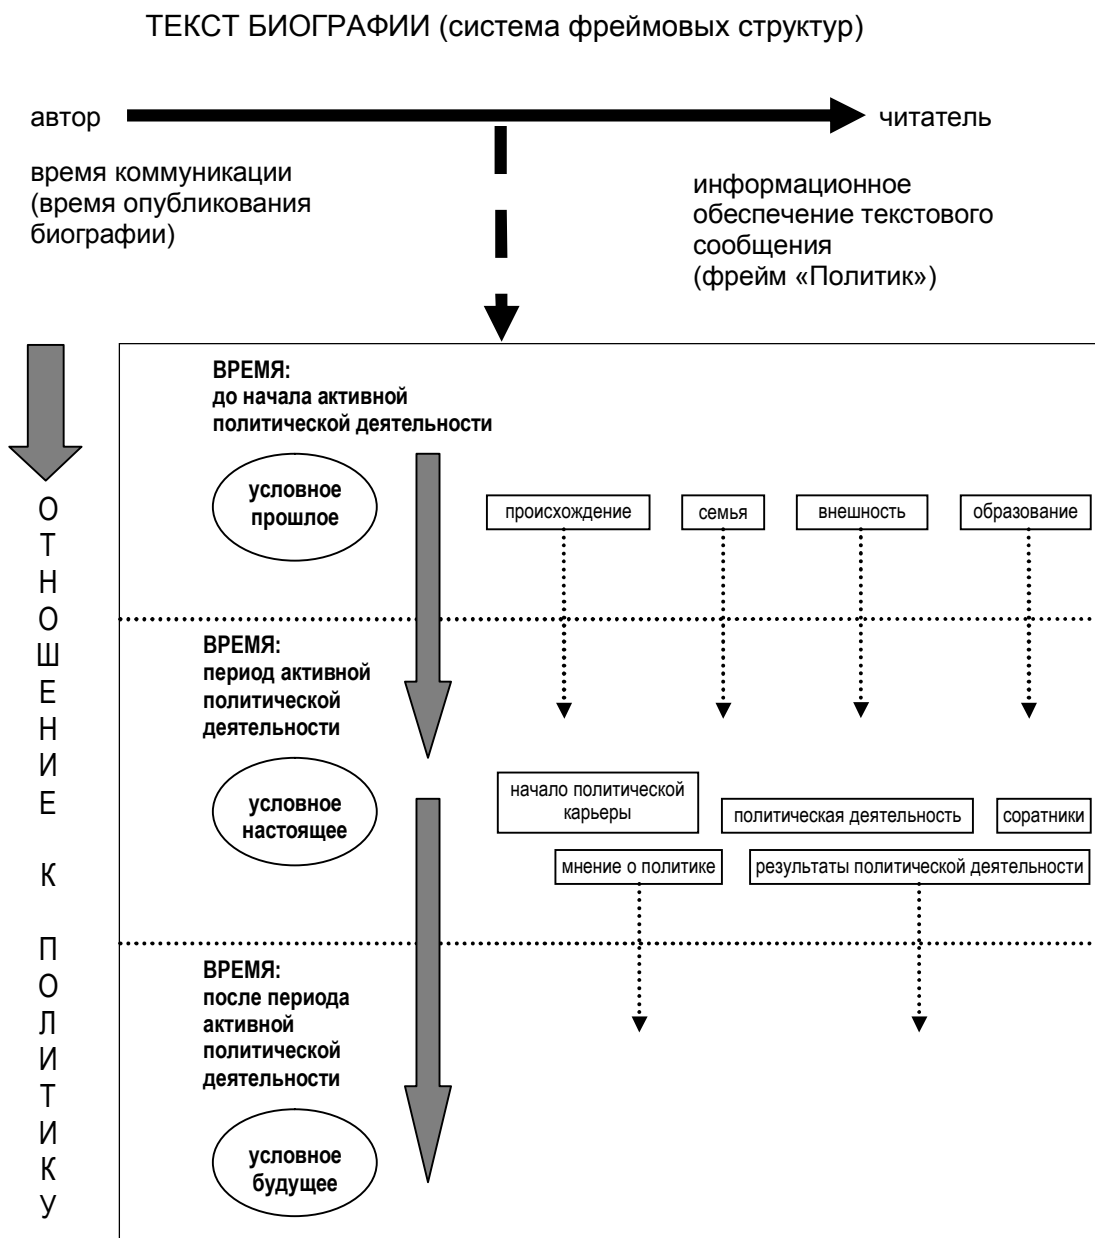 ТЕКСТ БИОГРАФИИ (система фреймовых структур)
автор
читатель
время коммуникации
(время опубликования
биографии)
информационное
обеспечение текстового
сообщения
(фрейм «Политик»)
ОТНОШЕНИЕ К ПОЛИТИКУ
ВРЕМЯ:
до начала активной
политической деятельности
условное
прошлое
происхождение
семья
внешность
образование
ВРЕМЯ:
период активной
политической
деятельности
условное
настоящее
начало политической
карьеры
политическая деятельность
соратники
мнение о политике
результаты политической деятельности
ВРЕМЯ:
после периода
активной
политической
деятельности
условное
будущее